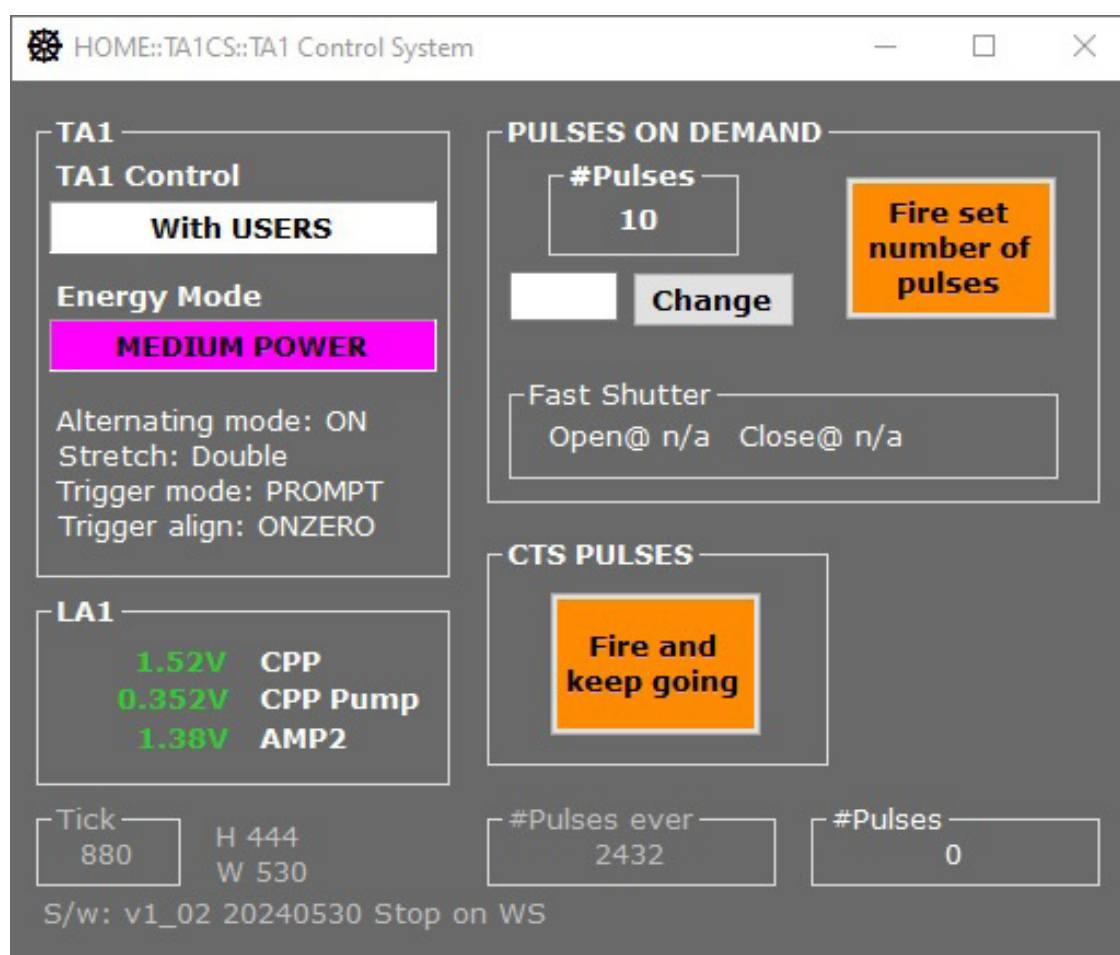 HOME::TA1CS::TA1 Control System
TA1
TA1 Control
With USERS
Energy Mode
MEDIUM POWER
Alternating mode: ON
Stretch: Double
Trigger mode: PROMPT
Trigger align: ONZERO
LA1
1.52V CPP
0.352V CPP Pump
1.38V AMP2
PULSES ON DEMAND
#Pulses
10
Change
Fire set
number of
pulses
Fast Shutter
Open@ n/a Close@ n/a
CTS PULSES
Fire and
keep going
Tick
880
H 444
W 530
#Pulses ever
2432
#Pulses
0
S/w: v1_02 20240530 Stop on WS